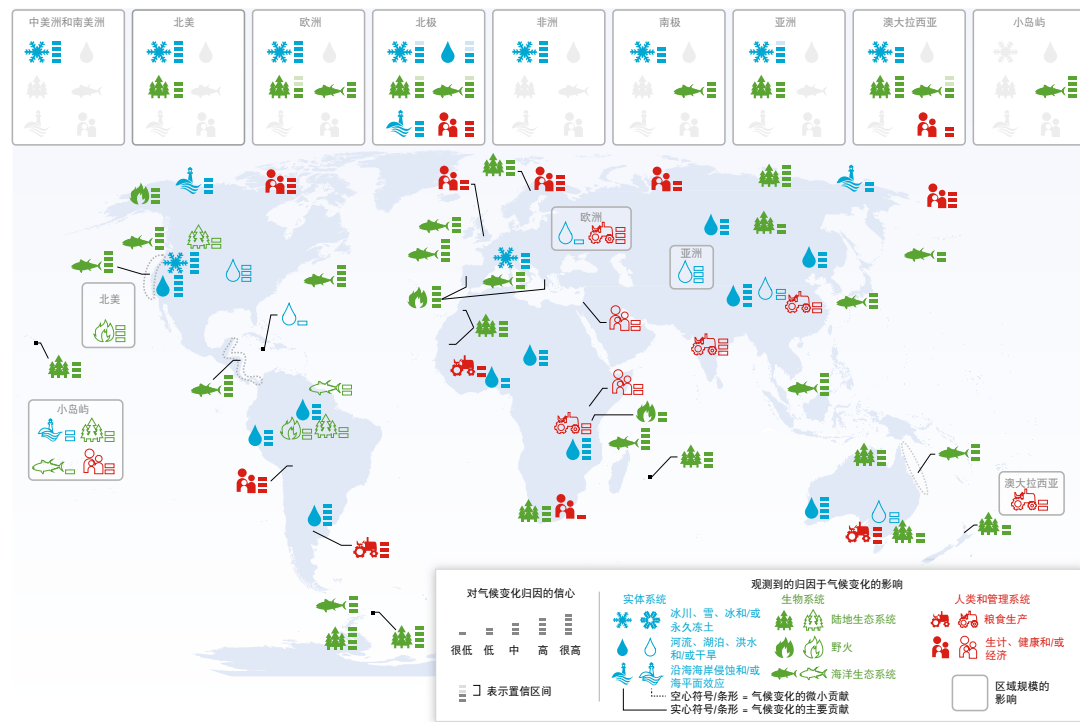 中美洲和南美洲
北美
欧洲
北极
非洲
南极
亚洲
澳大拉西亚
小岛屿
欧洲
亚洲
北美
小岛屿
澳大拉西亚
对气候变化归因的信心
很低 低 中 高 很高
表示置信区间
观测到的归因于气候变化的影响
实体系统
冰川、雪、冰和/或
永久冻土
河流、湖泊、洪水
和/或干旱
沿海海岸侵蚀和/或
海平面效应
生物系统
陆地生态系统
野火
海洋生态系统
人类和管理系统
粮食生产
生计、健康和/或
经济
空心符号/条形 = 气候变化的微小贡献
实心符号/条形 = 气候变化的主要贡献
区域规模的
影响